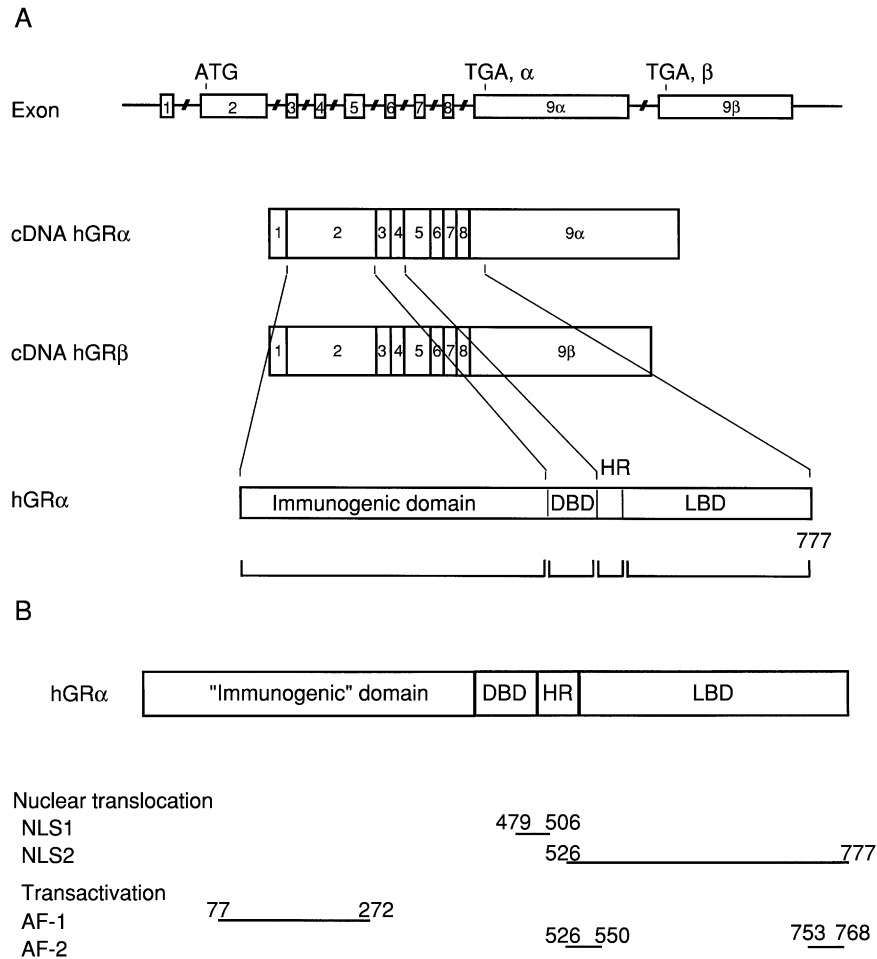 A
ATG TGA, α TGA, β
Exon 1 2 3 4 5 6 7 8 9α 9β
cDNA hGRα 1 2 3 4 5 6 7 8 9α
cDNA hGRβ 1 2 3 4 5 6 7 8 9β
HR
hGRα Immunogenic domain DBD LBD
777
B
hGRα "Immunogenic" domain DBD HR LBD
Nuclear translocation
NLS1 479 506
NLS2 526 777
Transactivation
AF-1 77 272
AF-2 526 550 753 768